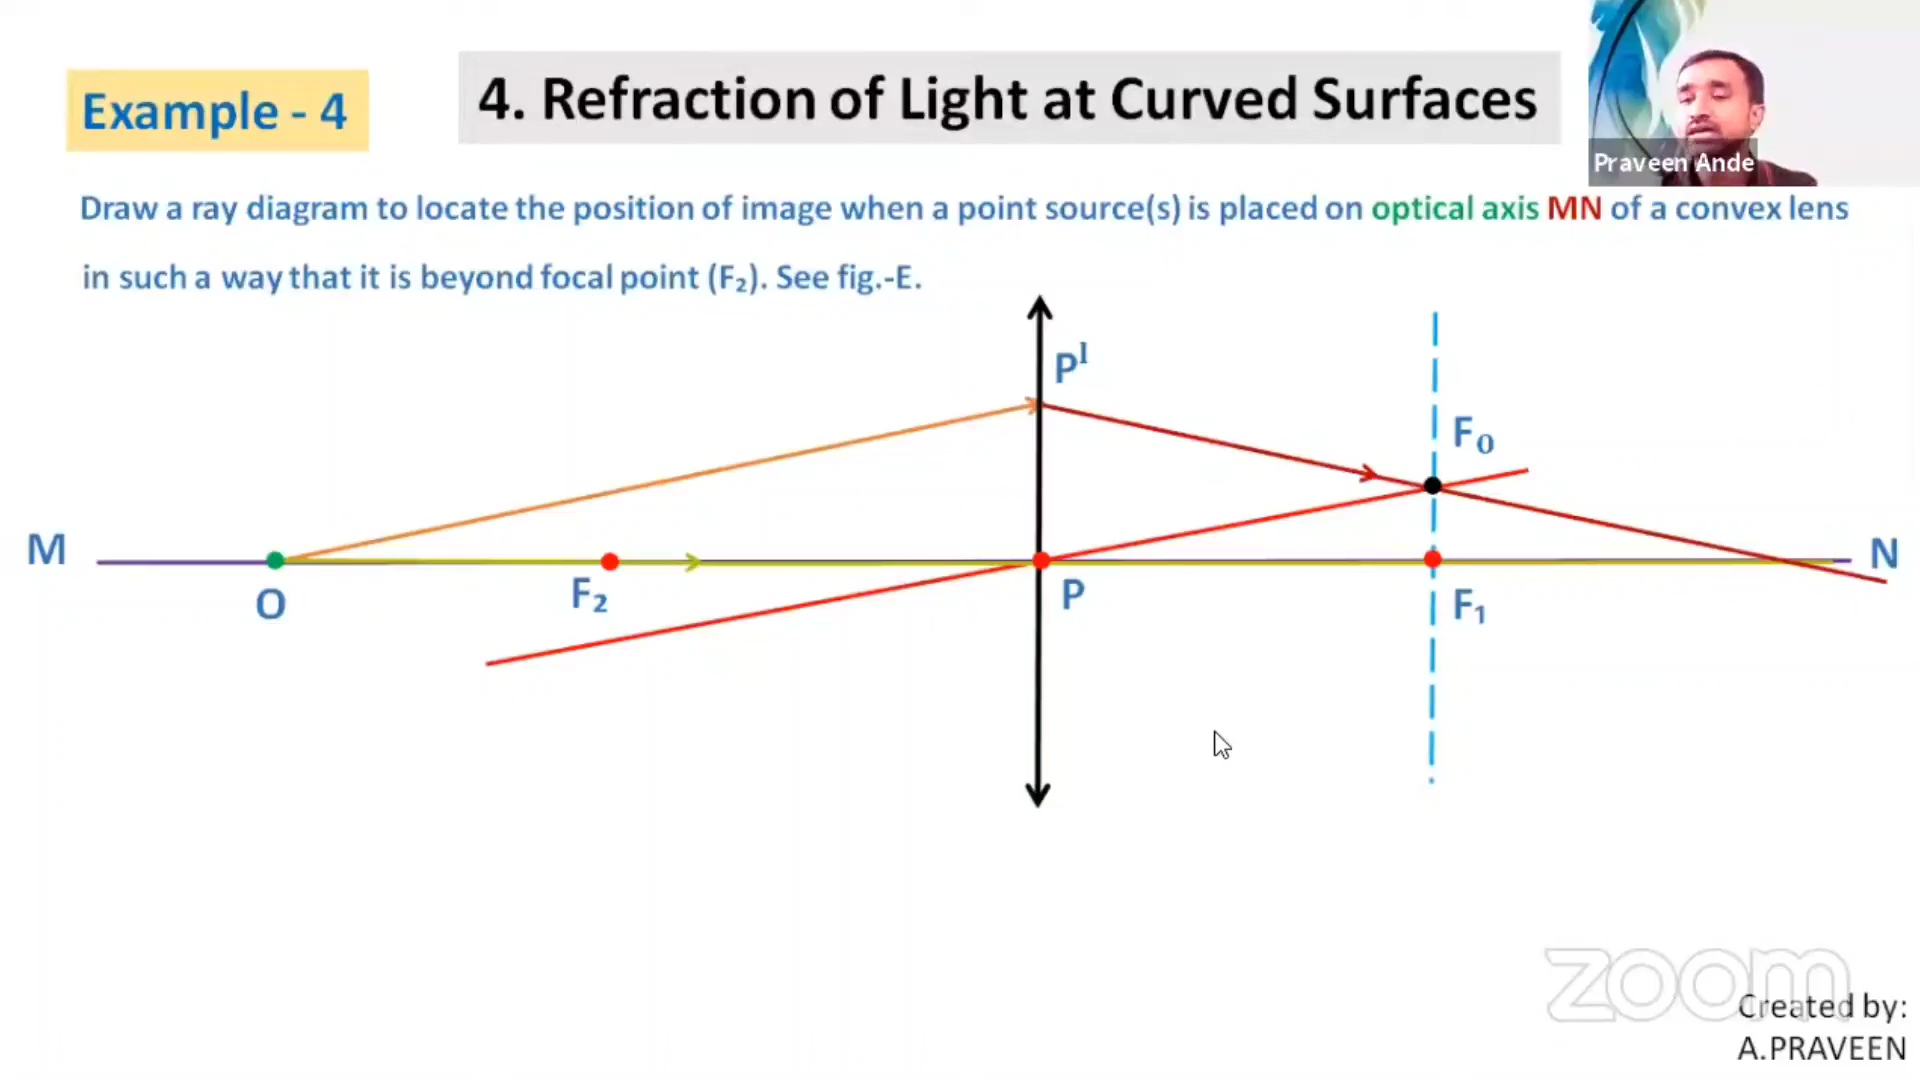 Example - 4
4. Refraction of Light at Curved Surfaces
Praveen Ande
Draw a ray diagram to locate the position of image when a point source(s) is placed on optical axis MN of a convex lens
in such a way that it is beyond focal point (F₂). See fig.-E.
Pᴵ
F₀
M
N
O
F₂
P
F₁
zoom
Created by:
A.PRAVEEN